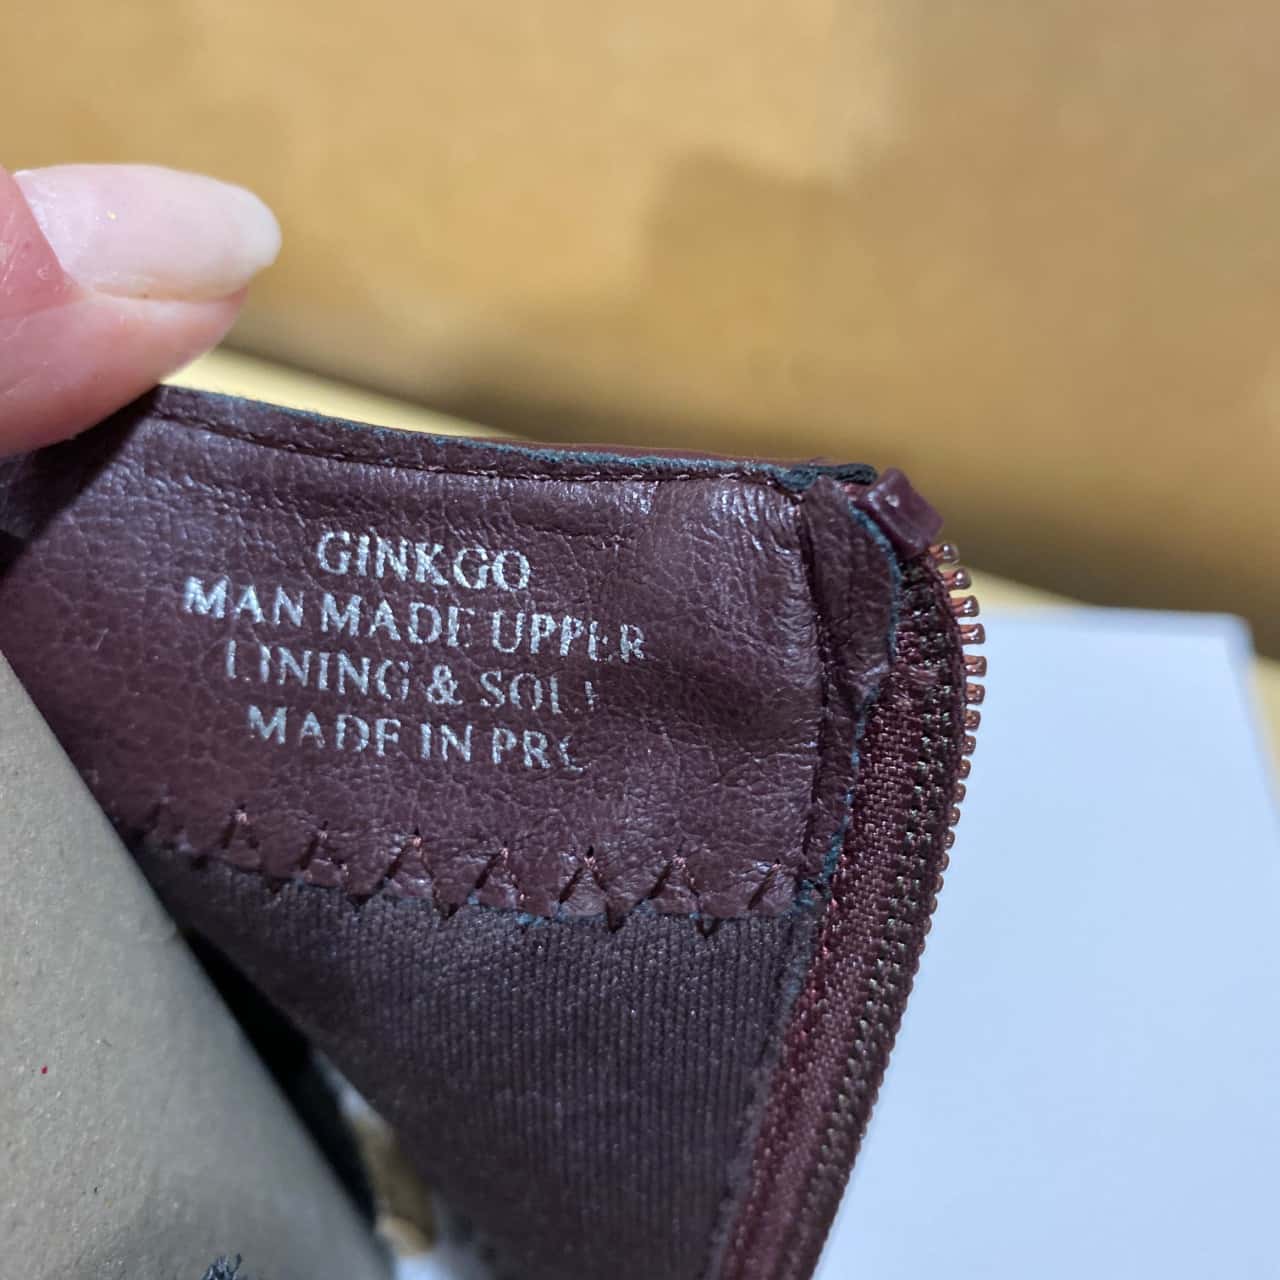 GINKGO
MAN MADE UPPER
LINING & SOLE
MADE IN PRC